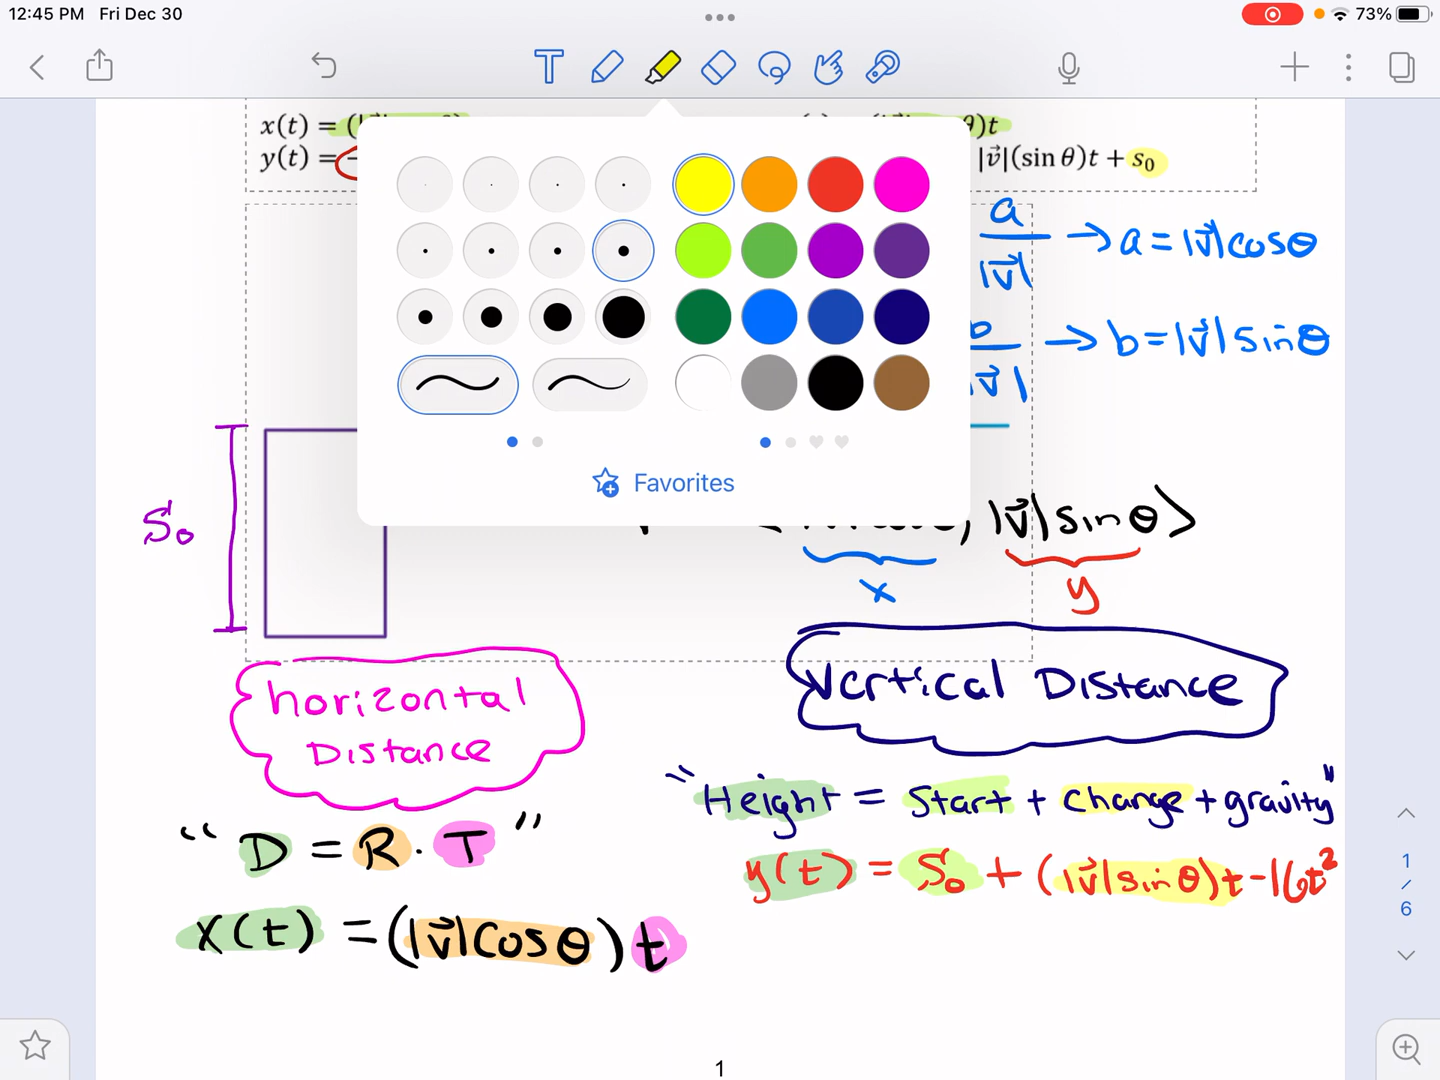 12:45 PM Fri Dec 30
73%
T
x(t) = (
θ)t
y(t) = −
|v⃗|(sin θ)t + s₀
a
|v⃗|
→ a = |v⃗|cosθ
b
|v⃗|
→ b = |v⃗|sinθ
Favorites
S₀
, |v⃗|sinθ>
x
y
horizontal
Distance
Vertical Distance
"Height = Start + change + gravity"
"D = R · T"
y(t) = S₀ + (|v⃗|sinθ)t - 16t²
x(t) = (|v⃗|cosθ)t
1
/
6
1